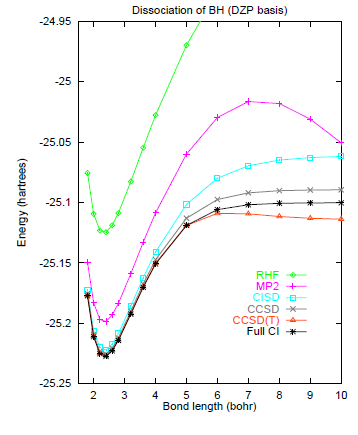 Dissociation of BH (DZP basis)
-24.95
-25
-25.05
-25.1
-25.15
-25.2
-25.25
Energy (hartrees)
RHF
MP2
CISD
CCSD
CCSD(T)
Full CI
2 3 4 5 6 7 8 9 10
Bond length (bohr)